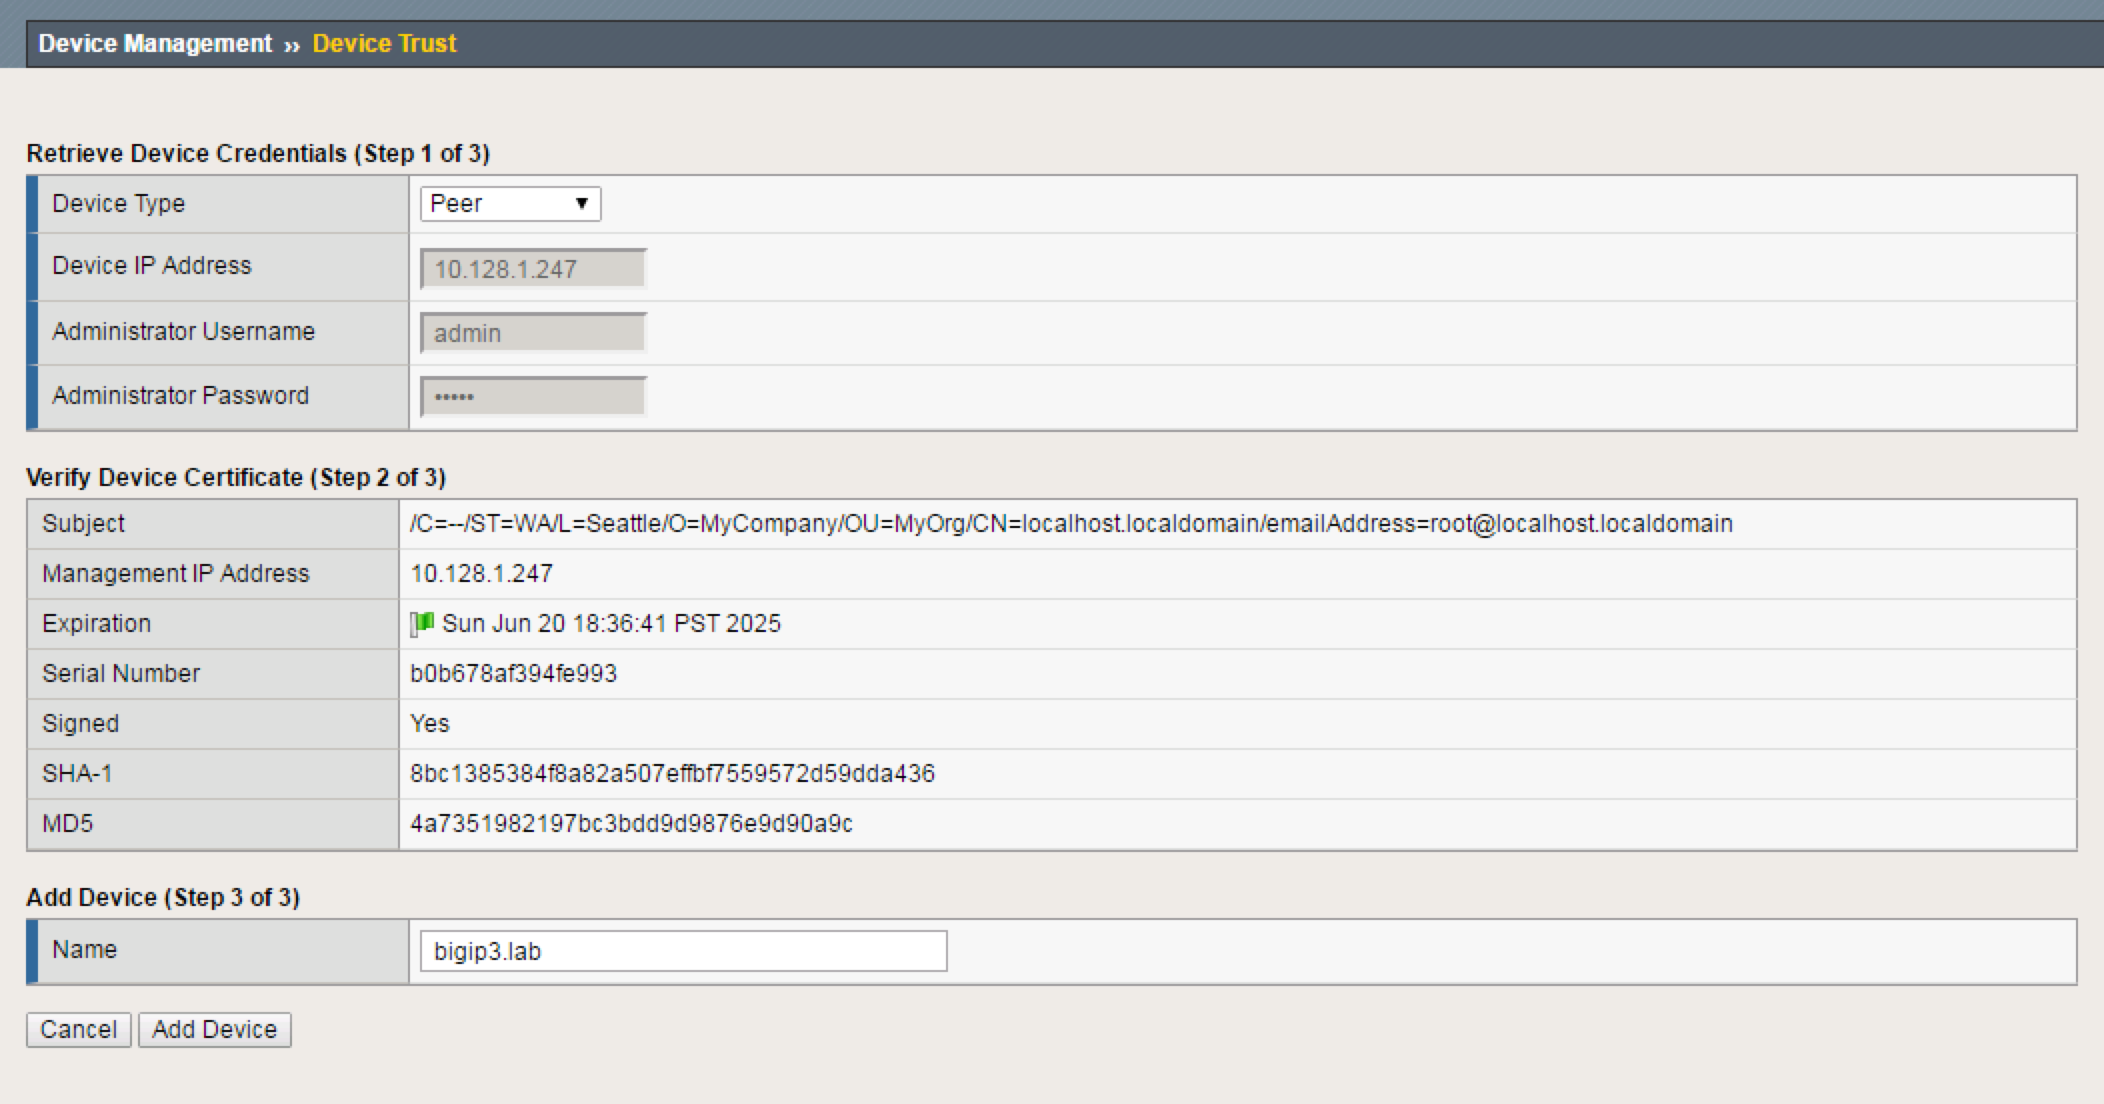 Device Management ›› Device Trust
Retrieve Device Credentials (Step 1 of 3)
Device Type Peer
Device IP Address 10.128.1.247
Administrator Username admin
Administrator Password •••••
Verify Device Certificate (Step 2 of 3)
Subject /C=--/ST=WA/L=Seattle/O=MyCompany/OU=MyOrg/CN=localhost.localdomain/emailAddress=root@localhost.localdomain
Management IP Address 10.128.1.247
Expiration Sun Jun 20 18:36:41 PST 2025
Serial Number b0b678af394fe993
Signed Yes
SHA-1 8bc1385384f8a82a507effbf7559572d59dda436
MD5 4a7351982197bc3bdd9d9876e9d90a9c
Add Device (Step 3 of 3)
Name bigip3.lab
Cancel Add Device